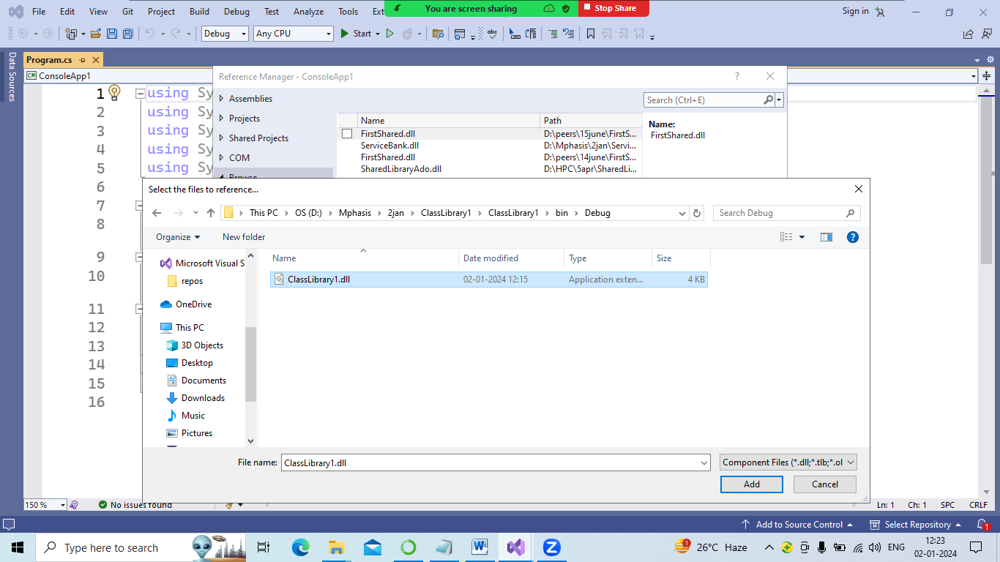 File Edit View Git Project Build Debug Test Analyze Tools Ext
You are screen sharing
Stop Share
Sign in
Debug
Any CPU
Start
abc
Data Sources
Program.cs
ConsoleApp1
1 using Sy
2 using Sy
3 using Sy
4 using Sy
5 using Sy
6
7
8
9
10
11
12
13
14
15
16
Reference Manager - ConsoleApp1
?
Assemblies
Projects
Shared Projects
COM
Browse
Search (Ctrl+E)
Name Path
FirstShared.dll D:\peers\15june\FirstS...
ServiceBank.dll D:\Mphasis\2jan\Servi...
FirstShared.dll D:\peers\14june\FirstS...
SharedLibraryAdo.dll D:\HPC\5apr\SharedLi...
Name:
FirstShared.dll
Select the files to reference...
This PC > OS (D:) > Mphasis > 2jan > ClassLibrary1 > ClassLibrary1 > bin > Debug
Search Debug
Organize New folder
?
Microsoft Visual S
repos
OneDrive
This PC
3D Objects
Desktop
Documents
Downloads
Music
Pictures
Name Date modified Type Size
ClassLibrary1.dll 02-01-2024 12:15 Application exten... 4 KB
File name: ClassLibrary1.dll
Component Files (*.dll;*.tlb;*.ol
Add Cancel
150 % No issues found
Ln: 1 Ch: 1 SPC CRLF
Add to Source Control Select Repository 1
Type here to search
W
Z
1
26°C Haze
ENG
12:23
02-01-2024